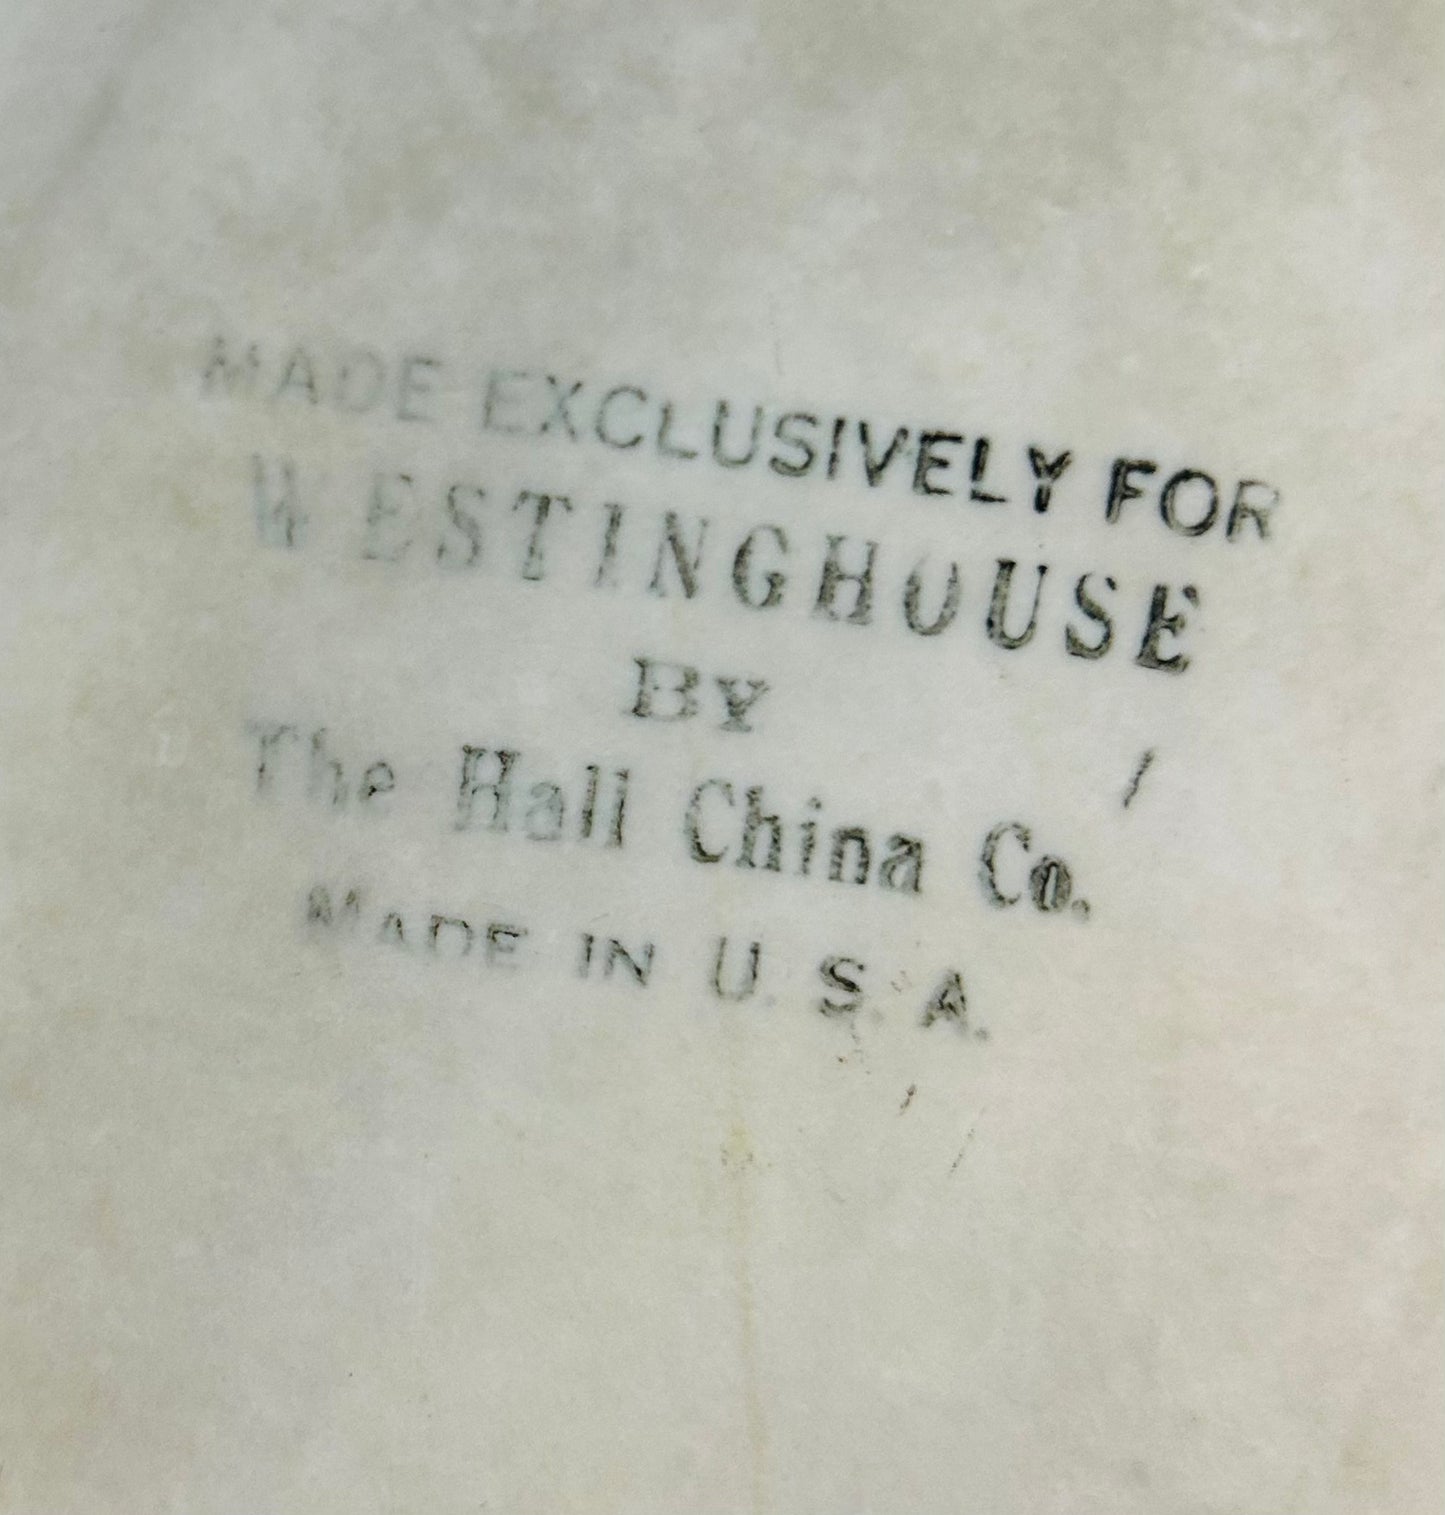 MADE EXCLUSIVELY FOR
WESTINGHOUSE
BY
The Hall China Co.
MADE IN U.S.A.